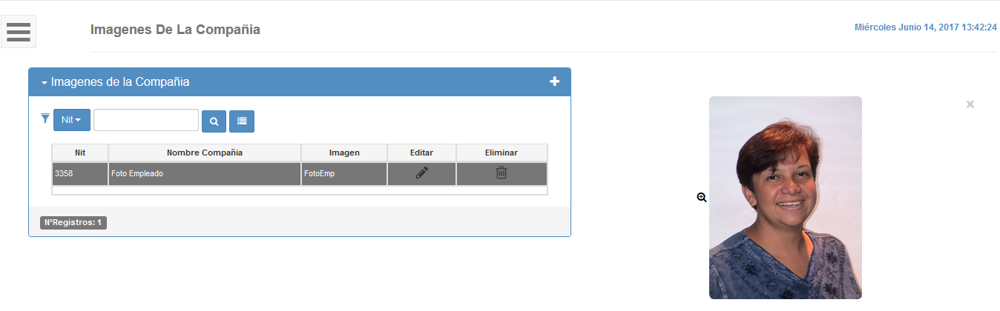 Imagenes De La Compañia
Miércoles Junio 14, 2017 13:42:24
Imagenes de la Compañia
Nit
Nit Nombre Compañia Imagen Editar Eliminar
3358 Foto Empleado FotoEmp
N°Registros: 1